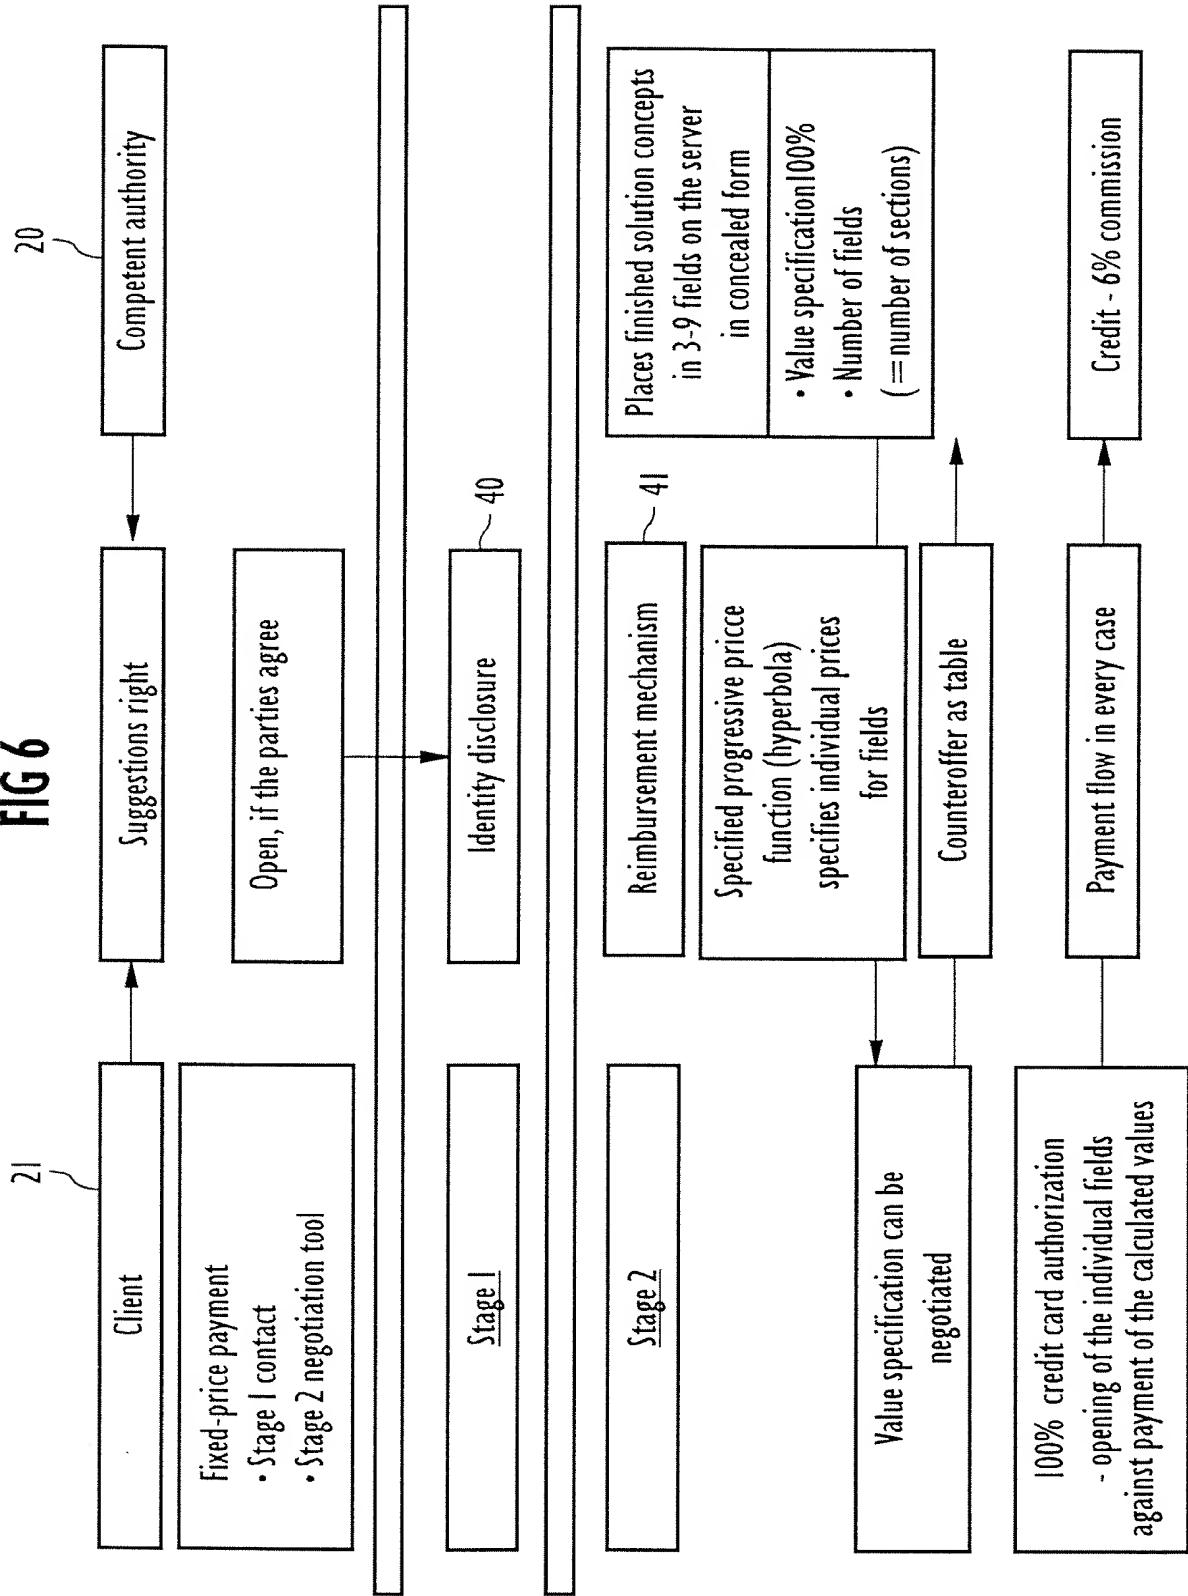 FIG 6
21
20
Client
Suggestions right
Competent authority
Fixed-price payment
• Stage 1 contact
• Stage 2 negotiation tool
Open, if the parties agree
Stage 1
Identity disclosure
40
Stage 2
Reimbursement mechanism
41
Places finished solution concepts
in 3-9 fields on the server
in concealed form
Specified progressive pricce
function (hyperbola)
specifies individual prices
for fields
• Value specification100%
• Number of fields
(=number of sections)
Value specification can be
negotiated
Counteroffer as table
100% credit card authorization
- opening of the individual fields
against payment of the calculated values
Payment flow in every case
Credit - 6% commission